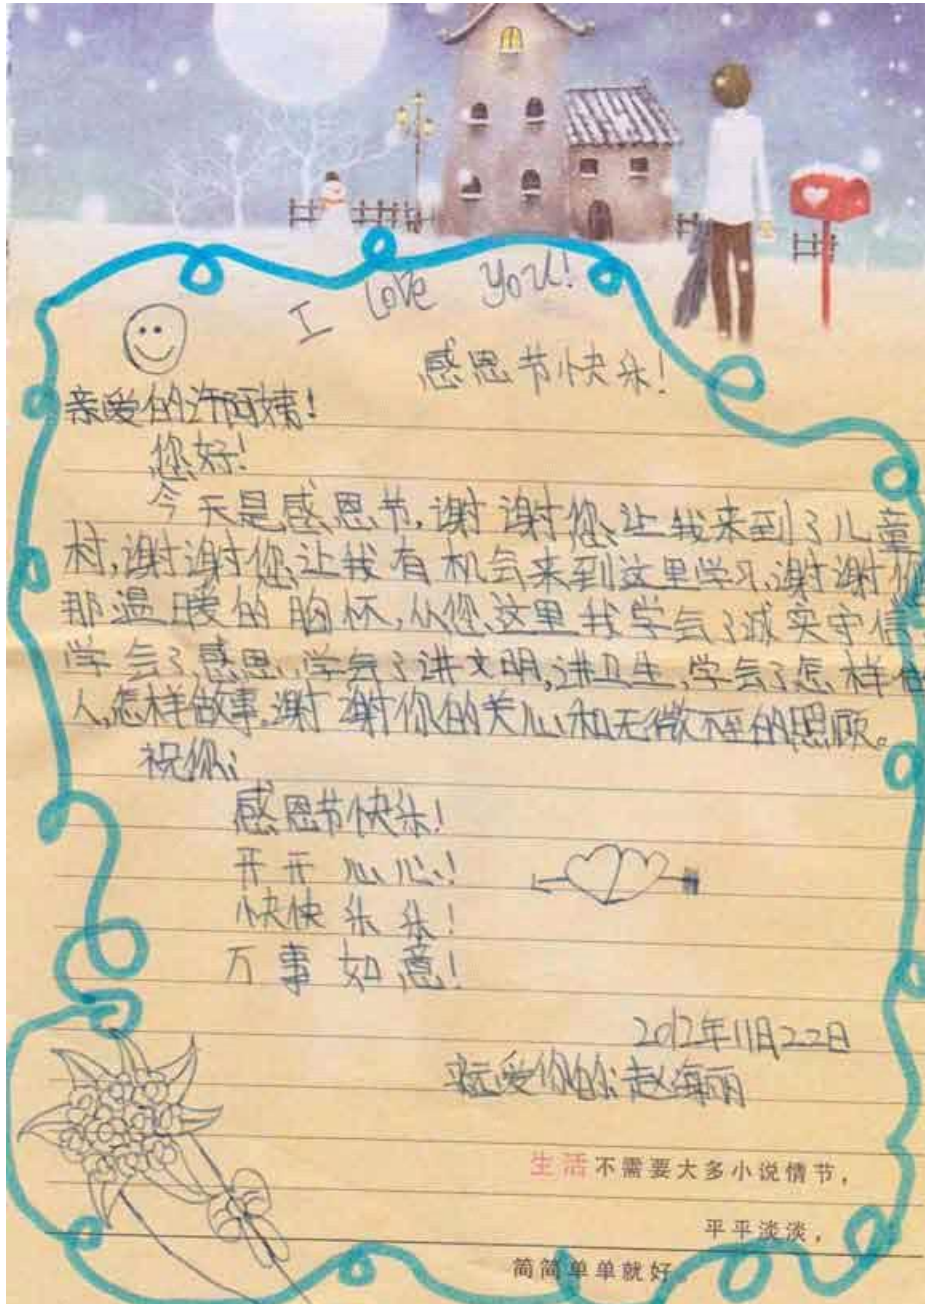 I Love You!
感恩节快乐!
亲爱的许阿姨!
您好!
今天是感恩节,谢谢您让我来到了儿童
村,谢谢您让我有机会来到这里学习,谢谢你
那温暖的胸怀,从您这里我学会了诚实守信,
学会了感恩,学会了讲文明,讲卫生,学会了怎样做
人,怎样做事,谢谢你的关心和无微不至的照顾。
祝你:
感恩节快乐!
开开心心!
快快乐乐!
万事如意!
2012年11月22日
永远爱你的:赵海丽
生活不需要大多小说情节,
平平淡淡,
简简单单就好